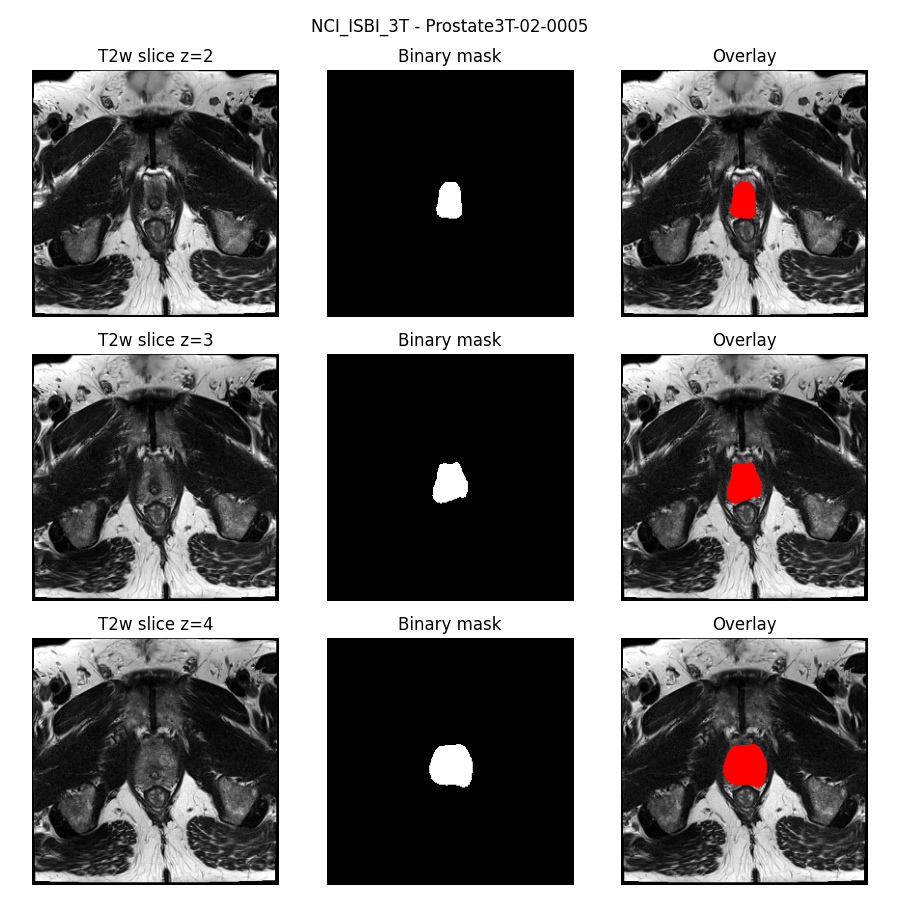 NCI_ISBI_3T - Prostate3T-02-0005
T2w slice z=2
Binary mask
Overlay
T2w slice z=3
Binary mask
Overlay
T2w slice z=4
Binary mask
Overlay